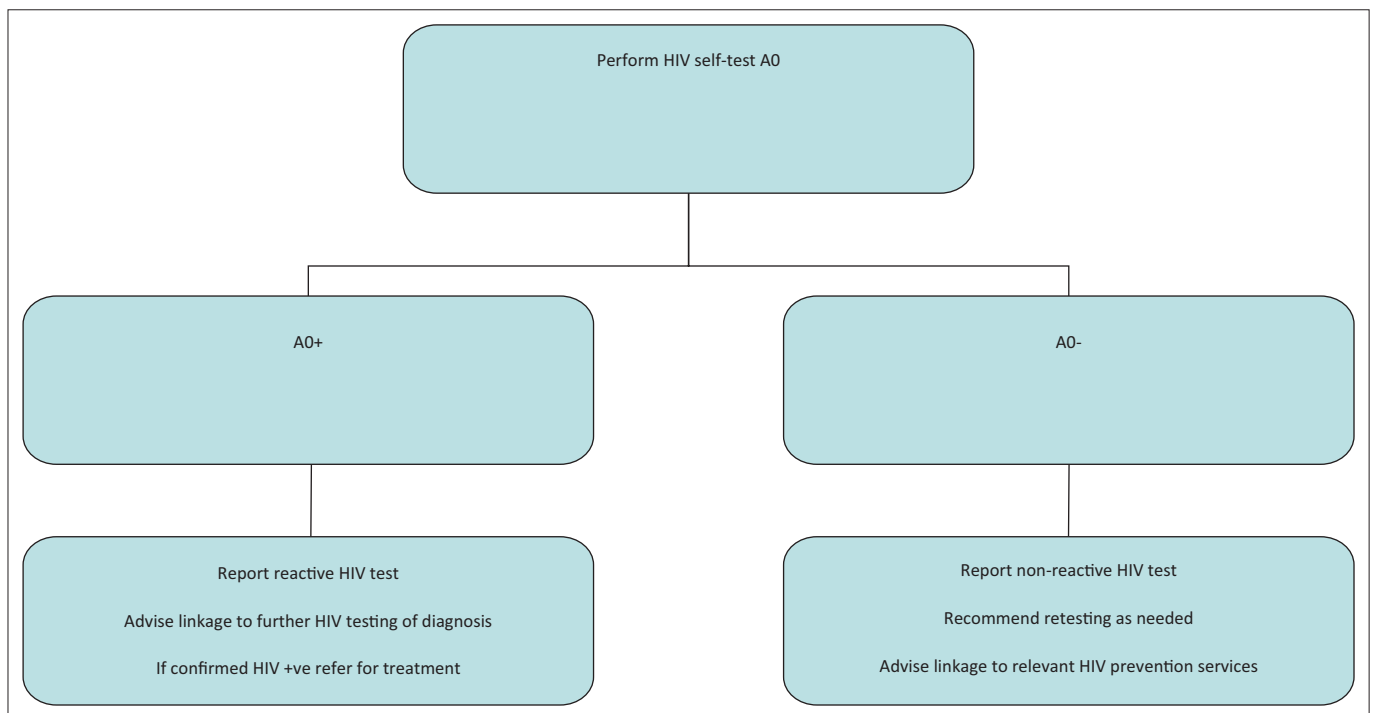 Perform HIV self-test A0
A0+
A0-
Report reactive HIV test
Advise linkage to further HIV testing of diagnosis
If confirmed HIV +ve refer for treatment
Report non-reactive HIV test
Recommend retesting as needed
Advise linkage to relevant HIV prevention services